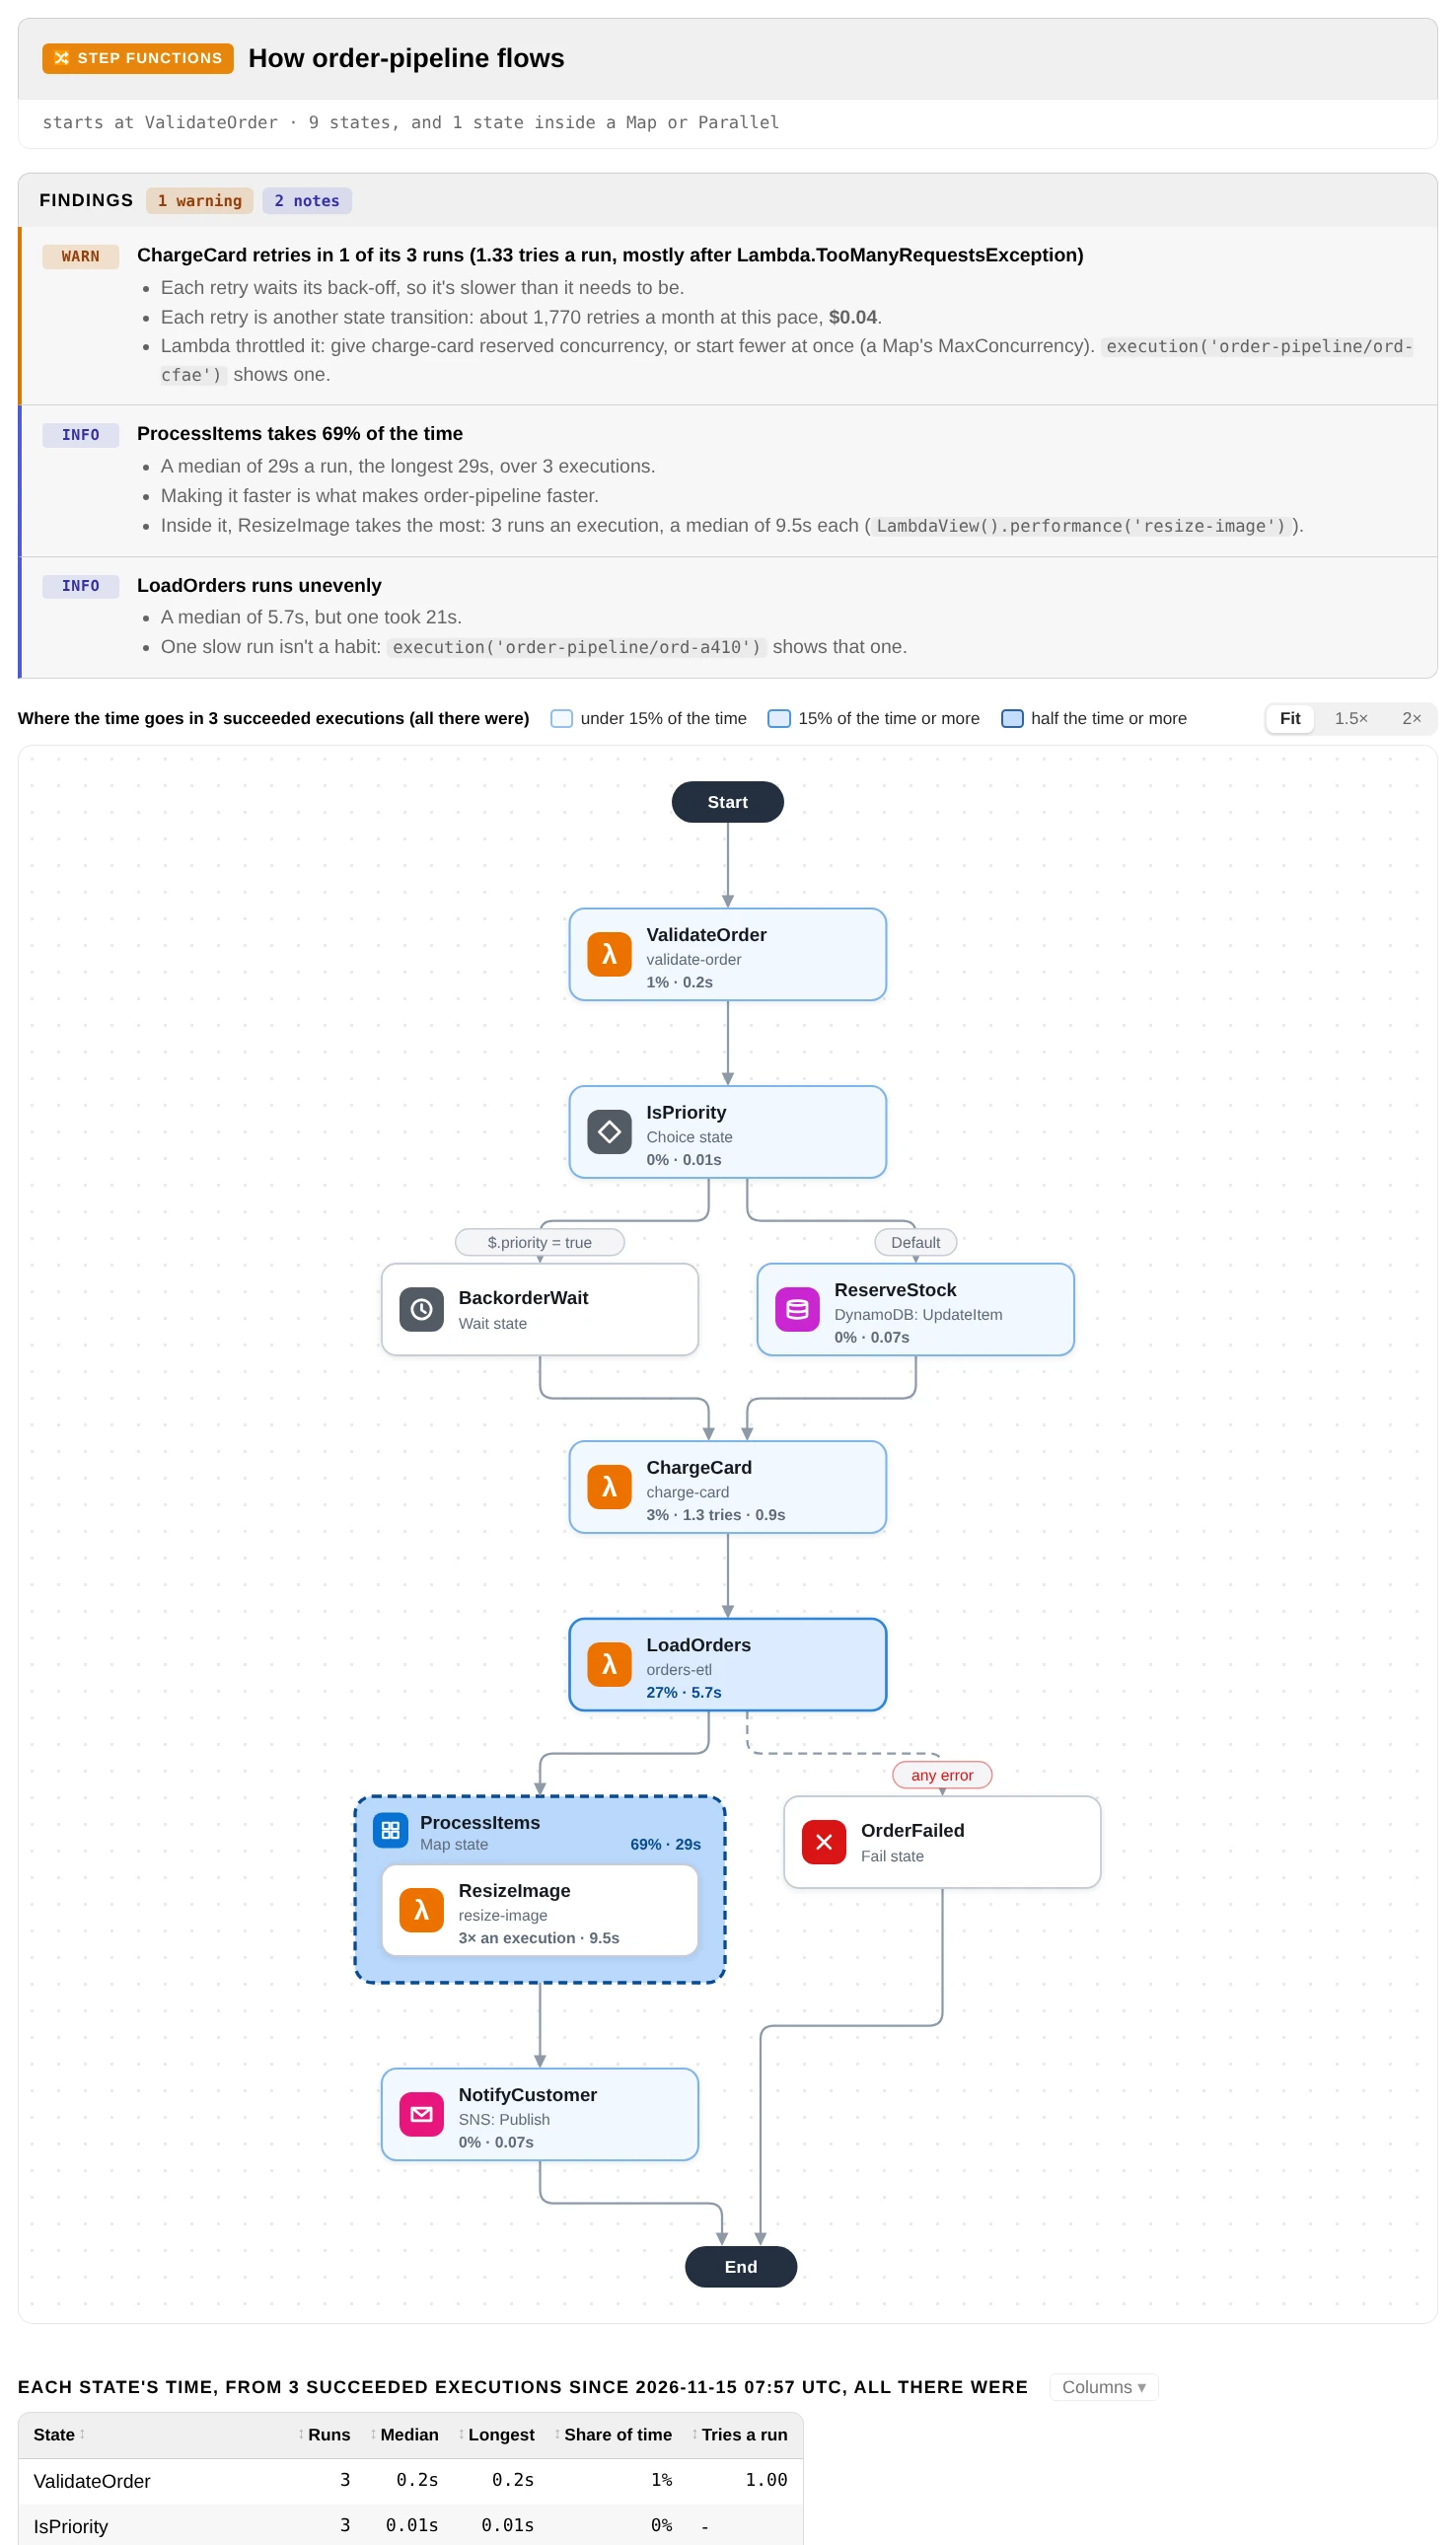 STEP FUNCTIONS How order-pipeline flows
starts at ValidateOrder · 9 states, and 1 state inside a Map or Parallel
FINDINGS 1 warning 2 notes
WARN ChargeCard retries in 1 of its 3 runs (1.33 tries a run, mostly after Lambda.TooManyRequestsException)
• Each retry waits its back-off, so it's slower than it needs to be.
• Each retry is another state transition: about 1,770 retries a month at this pace, $0.04.
• Lambda throttled it: give charge-card reserved concurrency, or start fewer at once (a Map's MaxConcurrency). execution('order-pipeline/ord-
cfae') shows one.
INFO ProcessItems takes 69% of the time
• A median of 29s a run, the longest 29s, over 3 executions.
• Making it faster is what makes order-pipeline faster.
• Inside it, ResizeImage takes the most: 3 runs an execution, a median of 9.5s each (LambdaView().performance('resize-image')).
INFO LoadOrders runs unevenly
• A median of 5.7s, but one took 21s.
• One slow run isn't a habit: execution('order-pipeline/ord-a410') shows that one.
Where the time goes in 3 succeeded executions (all there were) under 15% of the time 15% of the time or more half the time or more Fit 1.5× 2×
Start
λ
ValidateOrder
validate-order
1% · 0.2s
IsPriority
Choice state
0% · 0.01s
$.priority = true
Default
BackorderWait
Wait state
ReserveStock
DynamoDB: UpdateItem
0% · 0.07s
λ
ChargeCard
charge-card
3% · 1.3 tries · 0.9s
λ
LoadOrders
orders-etl
27% · 5.7s
any error
ProcessItems
Map state 69% · 29s
λ
ResizeImage
resize-image
3× an execution · 9.5s
OrderFailed
Fail state
NotifyCustomer
SNS: Publish
0% · 0.07s
End
EACH STATE'S TIME, FROM 3 SUCCEEDED EXECUTIONS SINCE 2026-11-15 07:57 UTC, ALL THERE WERE Columns ▾
State ↕ ↕ Runs ↕ Median ↕ Longest ↕ Share of time ↕ Tries a run
ValidateOrder 3 0.2s 0.2s 1% 1.00
IsPriority 3 0.01s 0.01s 0% -